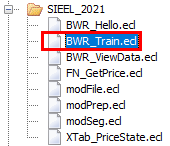 SIEEL_2021
BWR_Hello.ecl
BWR_Train.ecl
BWR_ViewData.ecl
FN_GetPrice.ecl
modFile.ecl
modPrep.ecl
modSeg.ecl
XTab_PriceState.ecl